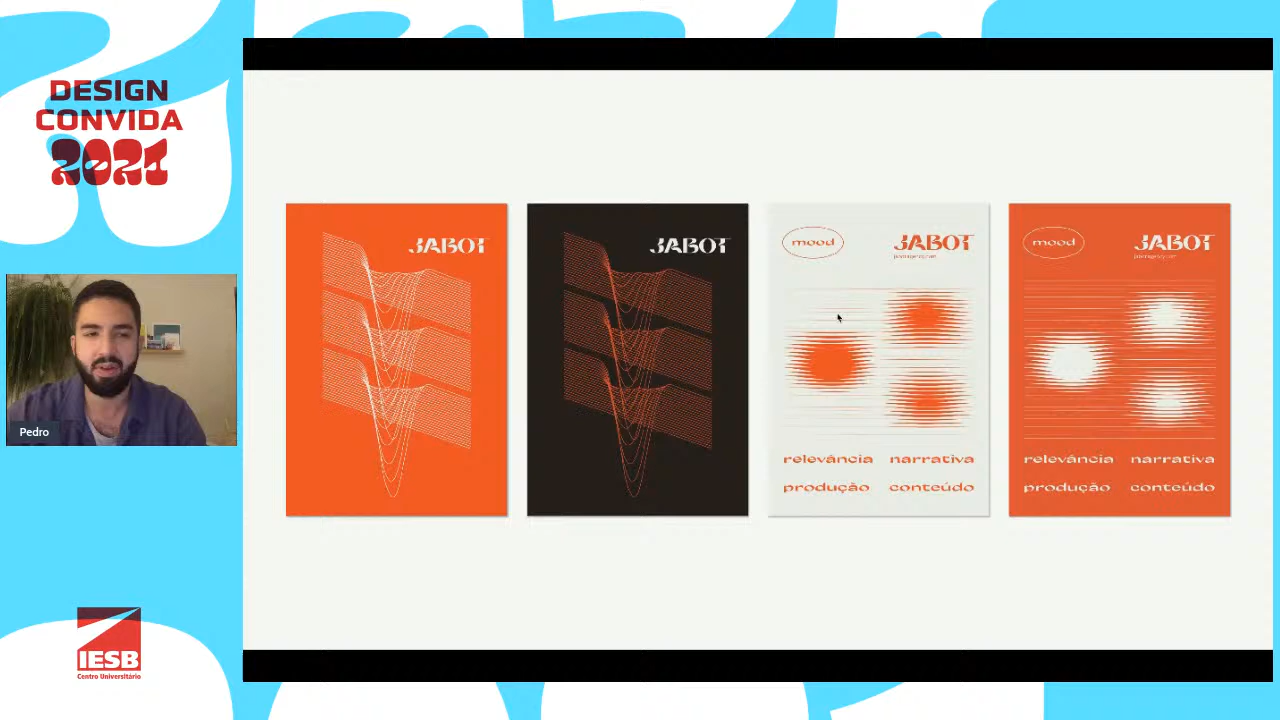 DESIGN
CONVIDA
2021
Pedro
IESB
Centro Universitário
JABOT
JABOT
mood
JABOT
relevância narrativa
produção conteúdo
mood
JABOT
relevância narrativa
produção conteúdo